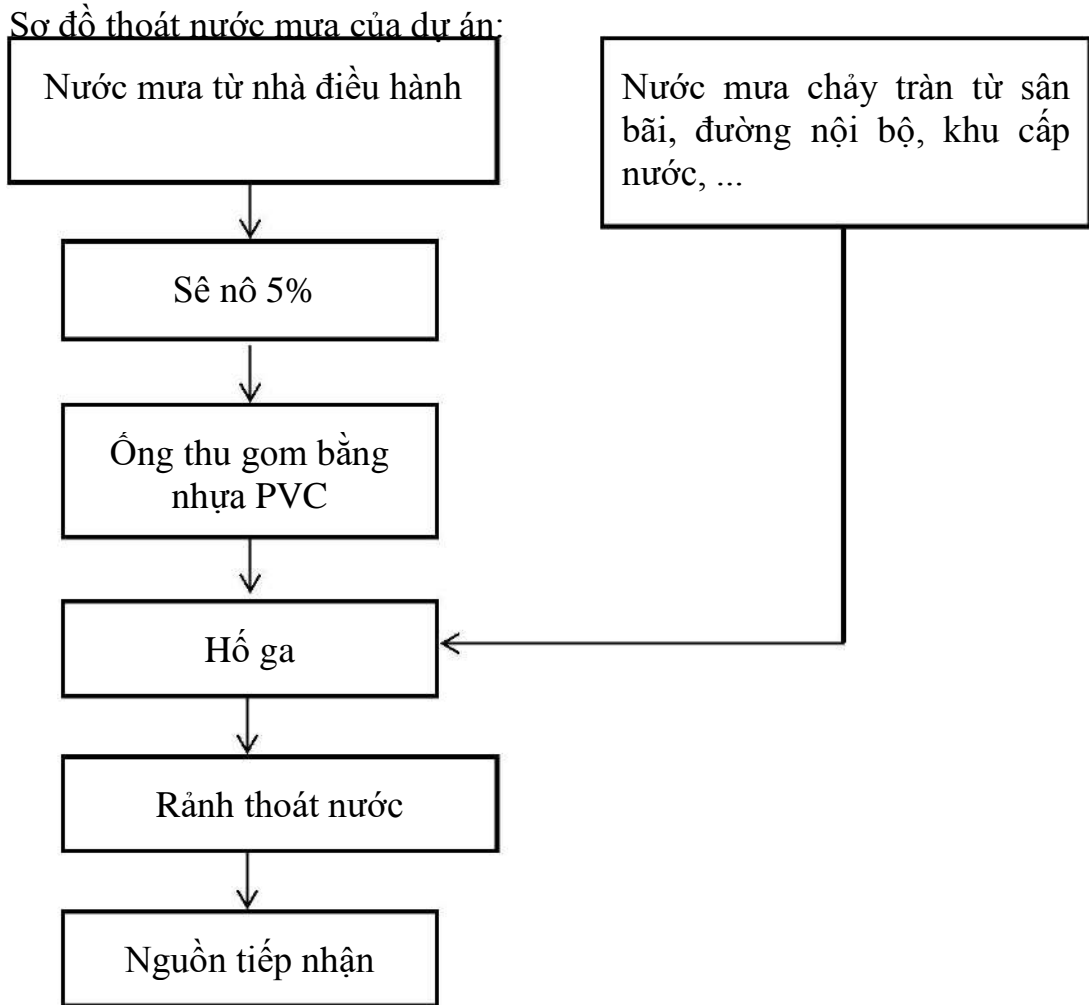 Sơ đồ thoát nước mưa của dự án:
Nước mưa từ nhà điều hành
Nước mưa chảy tràn từ sân
bãi, đường nội bộ, khu cấp
nước, ...
Sê nô 5%
Ống thu gom bằng
nhựa PVC
Hố ga
Rảnh thoát nước
Nguồn tiếp nhận